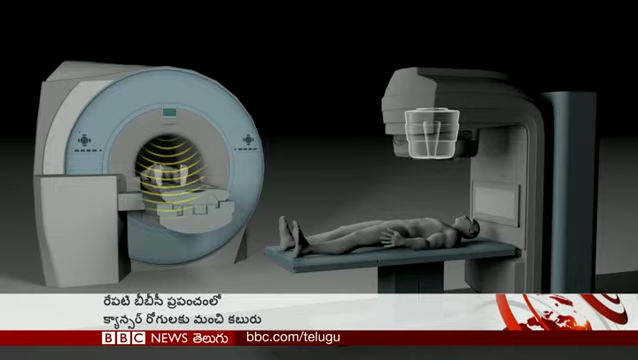 రేపటి బీబీసీ ప్రపంచంలో
క్యాన్సర్ రోగులకు మంచి కబురు
BBC NEWS తెలుగు bbc.com/telugu